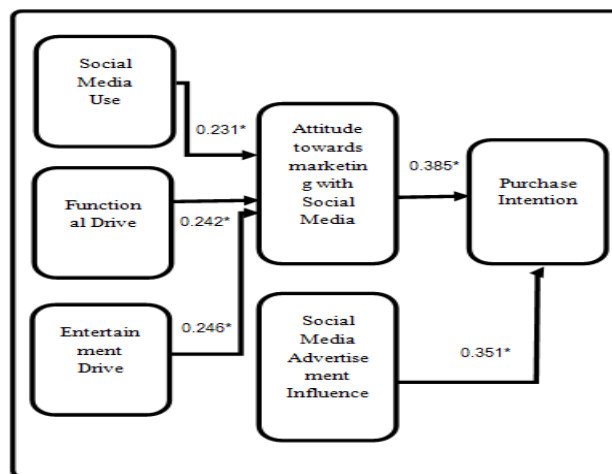 Social
Media
Use
0.231*
Attitude
towards
marketin
g with
Social
Media
0.385*
Purchase
Intention
Function
al Drive
0.242*
Entertain
ment
Drive
0.246*
Social
Media
Advertise
ment
Influence
0.351*